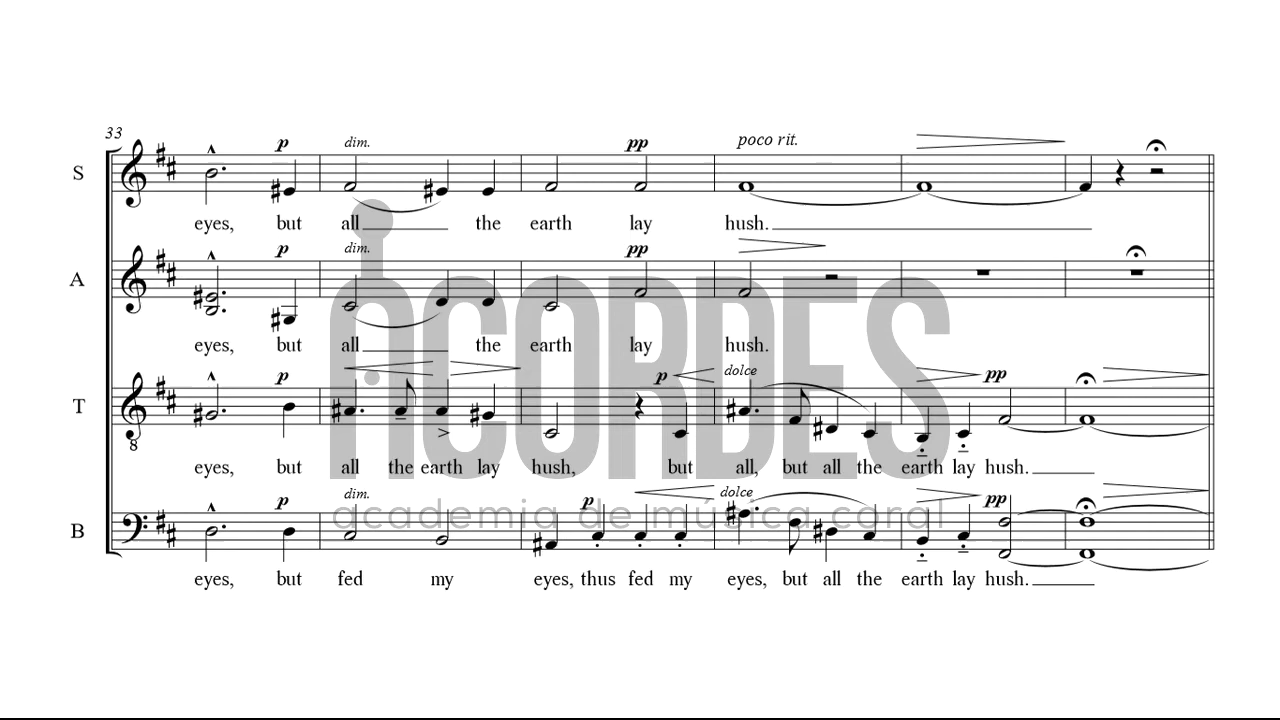 33
p dim. pp poco rit.
S
eyes, but all the earth lay hush.
p dim. pp
A
eyes, but all the earth lay hush.
p p dolce pp
T
8
eyes, but all the earth lay hush, but all, but all the earth lay hush.
p dim. p dolce pp
B
eyes, but fed my eyes, thus fed my eyes, but all the earth lay hush.
ACORDES
academia de música coral